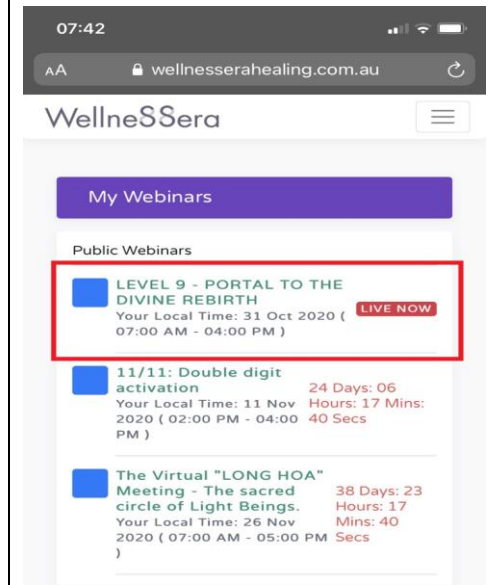 07:42
AA wellnesserahealing.com.au
Wellne88era
My Webinars
Public Webinars
LEVEL 9 - PORTAL TO THE
DIVINE REBIRTH
Your Local Time: 31 Oct 2020 (
07:00 AM - 04:00 PM )
LIVE NOW
11/11: Double digit
activation
Your Local Time: 11 Nov
2020 ( 02:00 PM - 04:00
PM )
24 Days: 06
Hours: 17 Mins:
40 Secs
The Virtual "LONG HOA"
Meeting - The sacred
circle of Light Beings.
Your Local Time: 26 Nov
2020 ( 07:00 AM - 05:00 PM
)
38 Days: 23
Hours: 17
Mins: 40
Secs